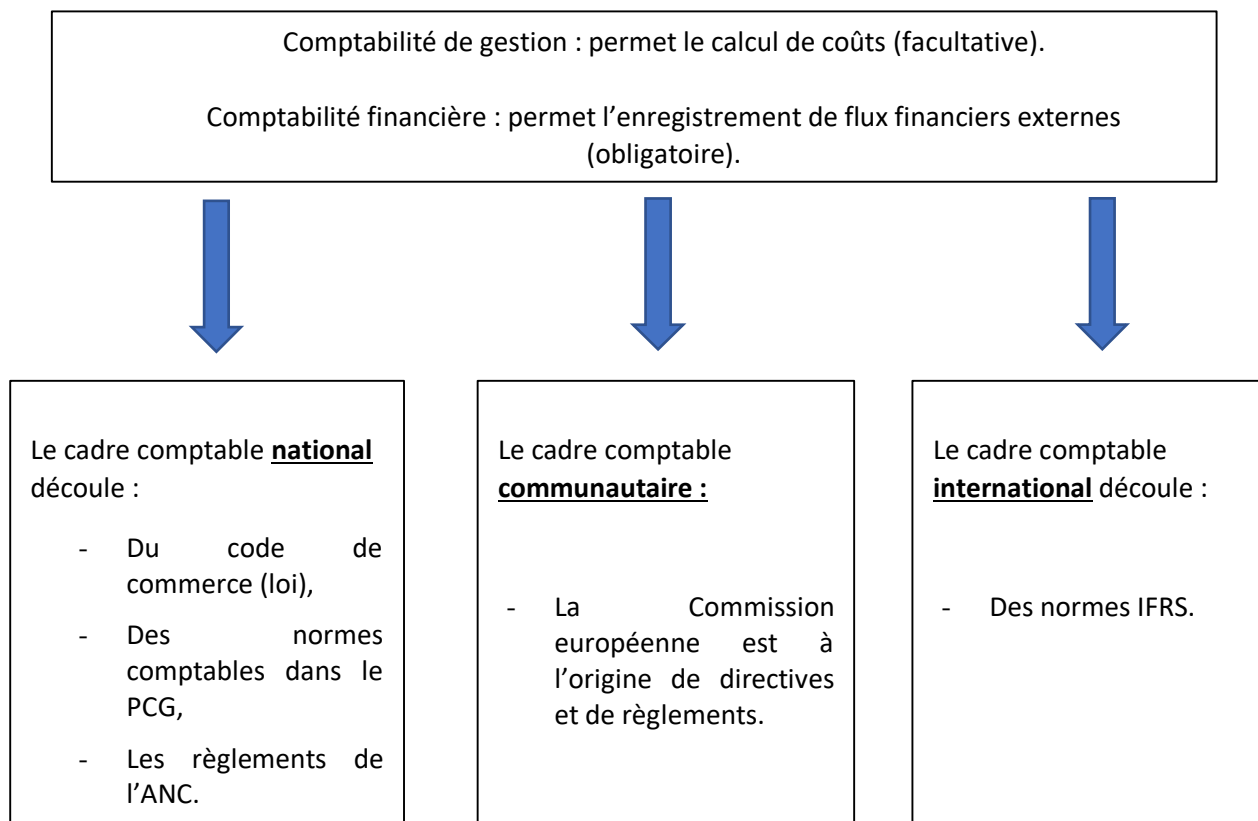 Comptabilité de gestion : permet le calcul de coûts (facultative).
Comptabilité financière : permet l’enregistrement de flux financiers externes
(obligatoire).
Le cadre comptable national
découle :
- Du code de
commerce (loi),
- Des normes
comptables dans le
PCG,
- Les règlements de
l’ANC.
Le cadre comptable
communautaire :
- La Commission
européenne est à
l’origine de directives
et de règlements.
Le cadre comptable
international découle :
- Des normes IFRS.